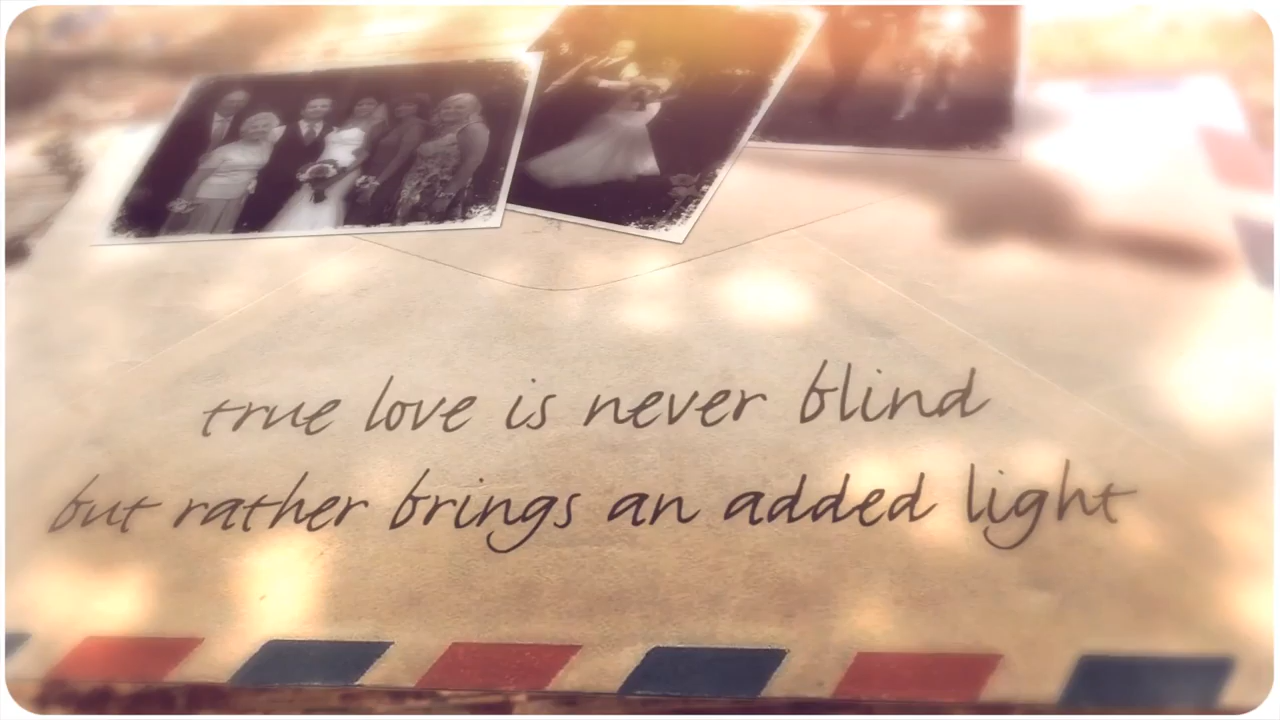 true love is never blind
but rather brings an added light